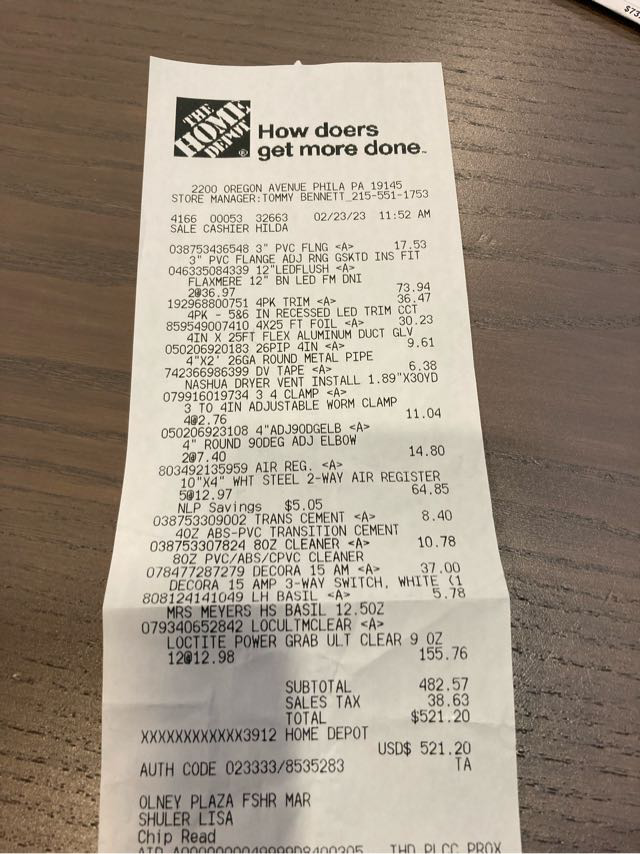 $73.
THE
HOME
DEPOT
®
How doers
get more done™
2200 OREGON AVENUE PHILA PA 19145
STORE MANAGER:TOMMY BENNETT 215-551-1753
4166 00053 32663 02/23/23 11:52 AM
SALE CASHIER HILDA
038753436548 3" PVC FLNG <A> 17.53
3" PVC FLANGE ADJ RNG GSKTD INS FIT
046335084339 12"LEDFLUSH <A>
FLAXMERE 12" BN LED FM DNI
2@36.97 73.94
192968800751 4PK TRIM <A> 36.47
4PK - 5&6 IN RECESSED LED TRIM CCT
859549007410 4X25 FT FOIL <A> 30.23
4IN X 25FT FLEX ALUMINUM DUCT GLV
050206920183 26PIP 4IN <A> 9.61
4"X2' 26GA ROUND METAL PIPE
742366986399 DV TAPE <A> 6.38
NASHUA DRYER VENT INSTALL 1.89"X30YD
079916019734 3 4 CLAMP <A>
3 TO 4IN ADJUSTABLE WORM CLAMP
4@2.76 11.04
050206923108 4"ADJ90DGELB <A>
4" ROUND 90DEG ADJ ELBOW
2@7.40 14.80
803492135959 AIR REG. <A>
10"X4" WHT STEEL 2-WAY AIR REGISTER
5@12.97 64.85
NLP Savings $5.05
038753309002 TRANS CEMENT <A> 8.40
4OZ ABS-PVC TRANSITION CEMENT
038753307824 8OZ CLEANER <A> 10.78
8OZ PVC/ABS/CPVC CLEANER
078477287279 DECORA 15 AM <A> 37.00
DECORA 15 AMP 3-WAY SWITCH, WHITE (1
808124141049 LH BASIL <A> 5.78
MRS MEYERS HS BASIL 12.5OZ
079340652842 LOCULTMCLEAR <A>
LOCTITE POWER GRAB ULT CLEAR 9 OZ
12@12.98 155.76
SUBTOTAL 482.57
SALES TAX 38.63
TOTAL $521.20
XXXXXXXXXXXX3912 HOME DEPOT
USD$ 521.20
AUTH CODE 023333/8535283 TA
OLNEY PLAZA FSHR MAR
SHULER LISA
Chip Read
THD PLCC PROX